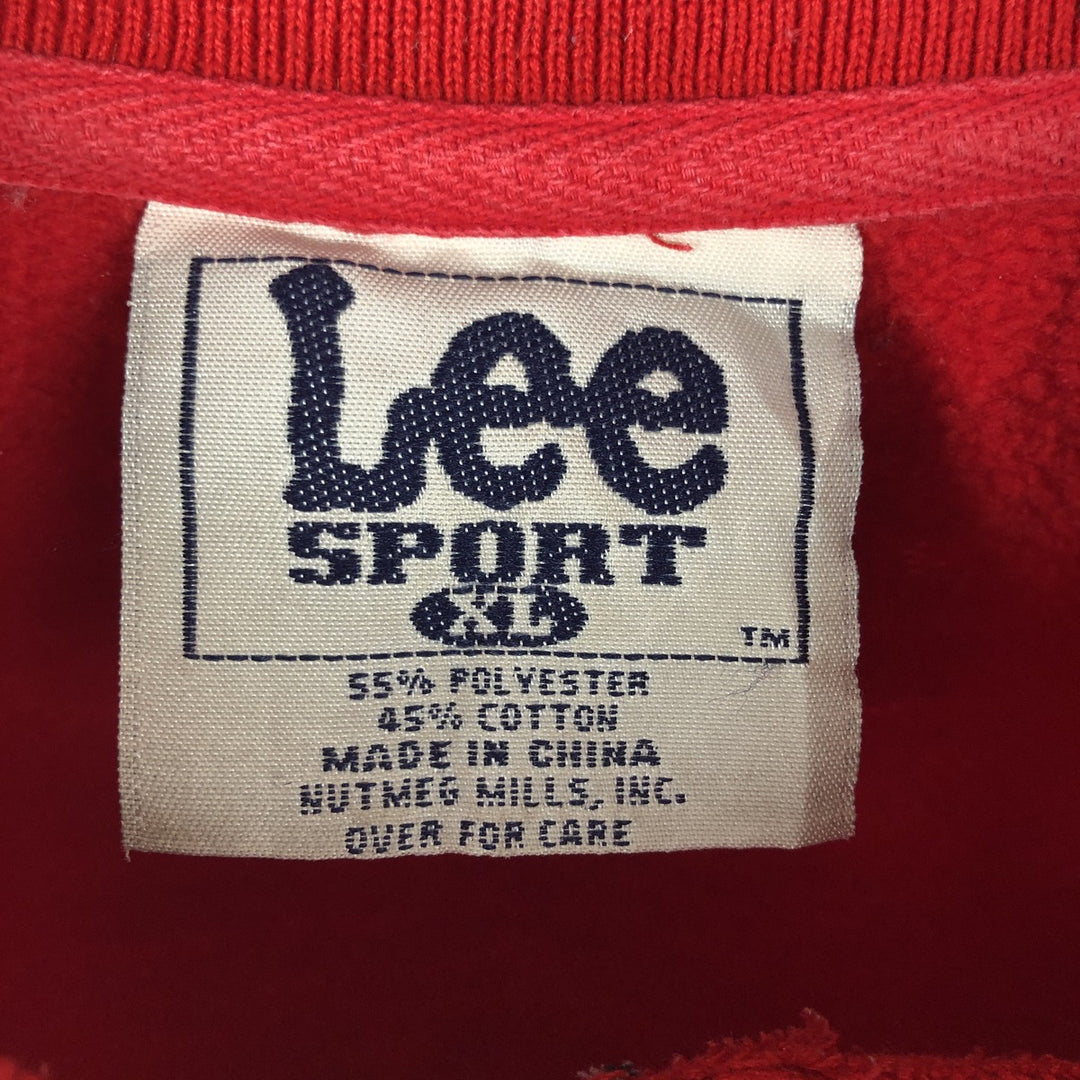 Lee
SPORT
XL
TM
55% POLYESTER
45% COTTON
MADE IN CHINA
NUTMEG MILLS, INC.
OVER FOR CARE